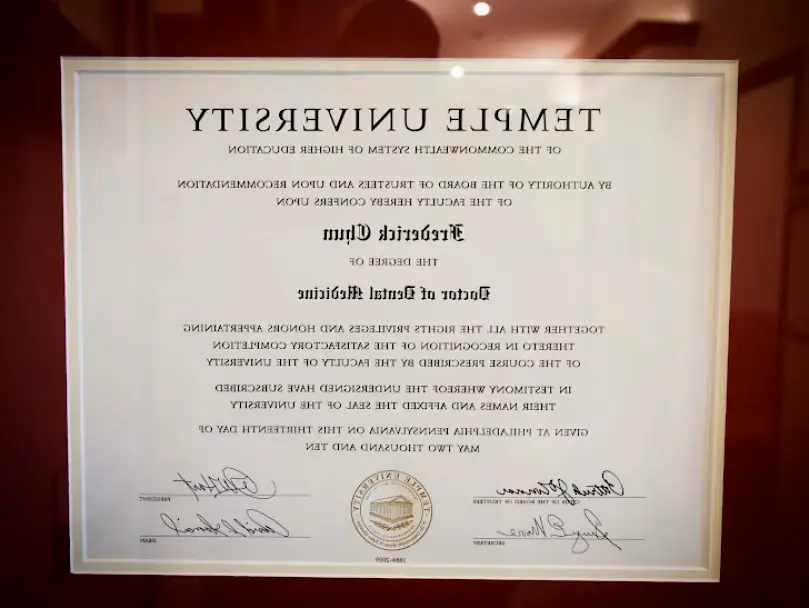 TEMPLE UNIVERSITY
OF THE COMMONWEALTH SYSTEM OF HIGHER EDUCATION
BY AUTHORITY OF THE BOARD OF TRUSTEES AND UPON RECOMMENDATION
OF THE FACULTY HEREBY CONFERS UPON
Frederick Chun
THE DEGREE OF
Doctor of Dental Medicine
TOGETHER WITH ALL THE RIGHTS PRIVILEGES AND HONORS APPERTAINING
THERETO IN RECOGNITION OF THE SATISFACTORY COMPLETION
OF THE COURSE PRESCRIBED BY THE FACULTY OF THE UNIVERSITY
IN TESTIMONY WHEREOF THE UNDERSIGNED HAVE SUBSCRIBED
THEIR NAMES AND AFFIXED THE SEAL OF THE UNIVERSITY
GIVEN AT PHILADELPHIA PENNSYLVANIA ON THIS THIRTEENTH DAY OF
MAY TWO THOUSAND AND TEN
OF THE BOARD OF TRUSTEES
PRESIDENT
SECRETARY
DEAN
TEMPLE UNIVERSITY
1884-2009